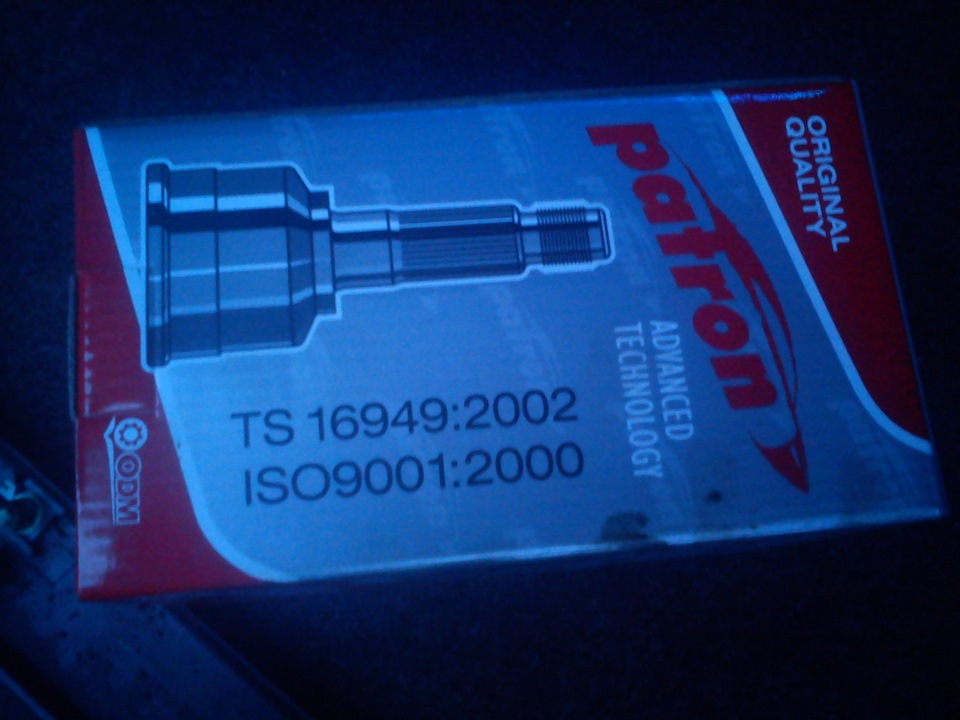 ORIGINAL
QUALITY
patron
ADVANCED
TECHNOLOGY
TS 16949:2002
ISO9001:2000
ODM